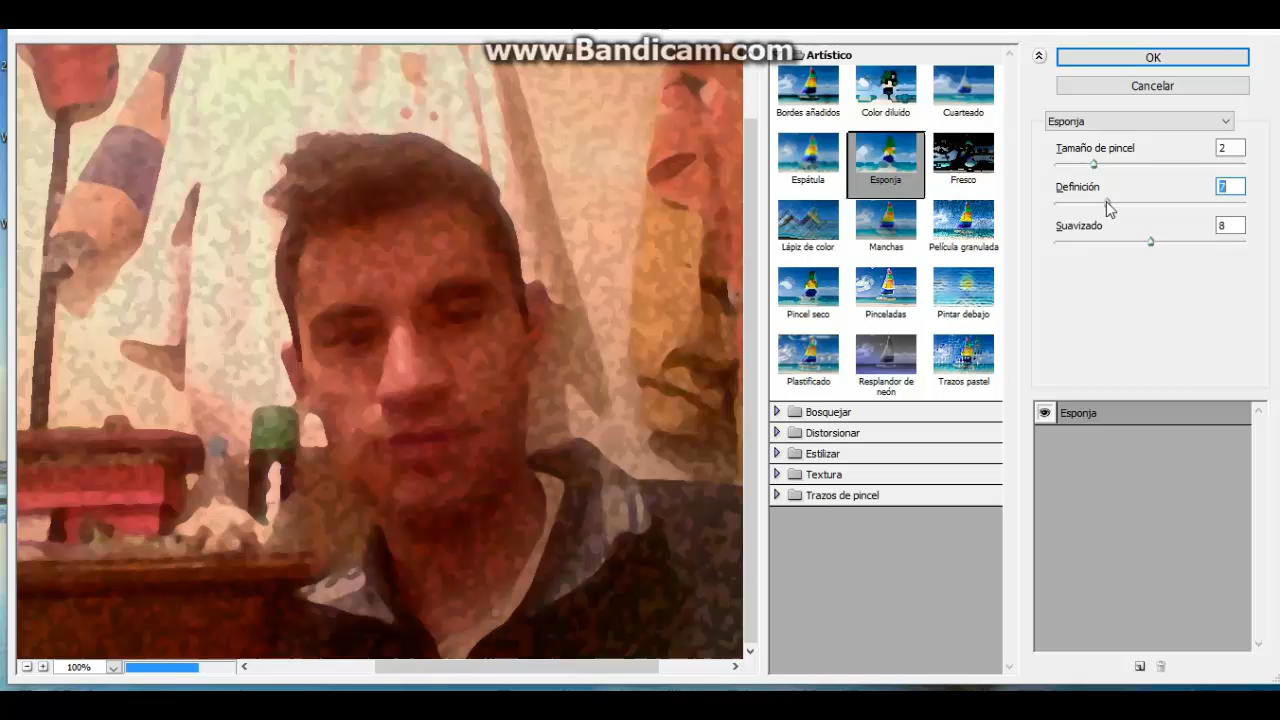 www.Bandicam.com
Artístico
Bordes añadidos
Color diluido
Cuarteado
Espátula
Esponja
Fresco
Lápiz de color
Manchas
Película granulada
Pincel seco
Pinceladas
Pintar debajo
Plastificado
Resplandor de
neón
Trazos pastel
Bosquejar
Distorsionar
Estilizar
Textura
Trazos de pincel
OK
Cancelar
Esponja
Tamaño de pincel 2
Definición 7
Suavizado 8
Esponja
100%